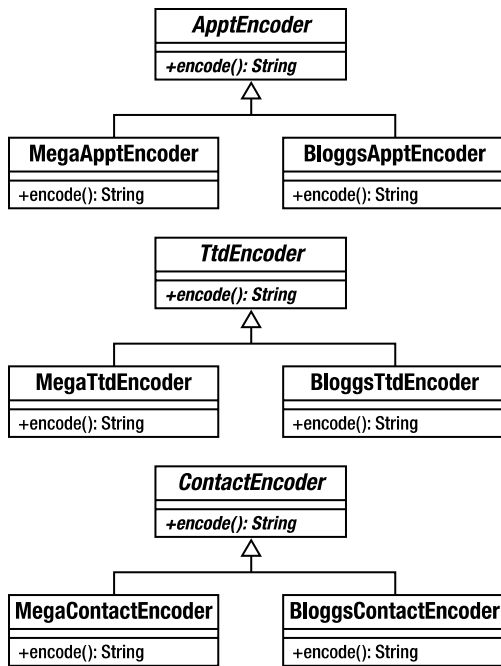 ApptEncoder
+encode(): String
MegaApptEncoder
BloggsApptEncoder
+encode(): String
+encode(): String
TtdEncoder
+encode(): String
MegaTtdEncoder
BloggsTtdEncoder
+encode(): String
+encode(): String
ContactEncoder
+encode(): String
MegaContactEncoder
BloggsContactEncoder
+encode(): String
+encode(): String